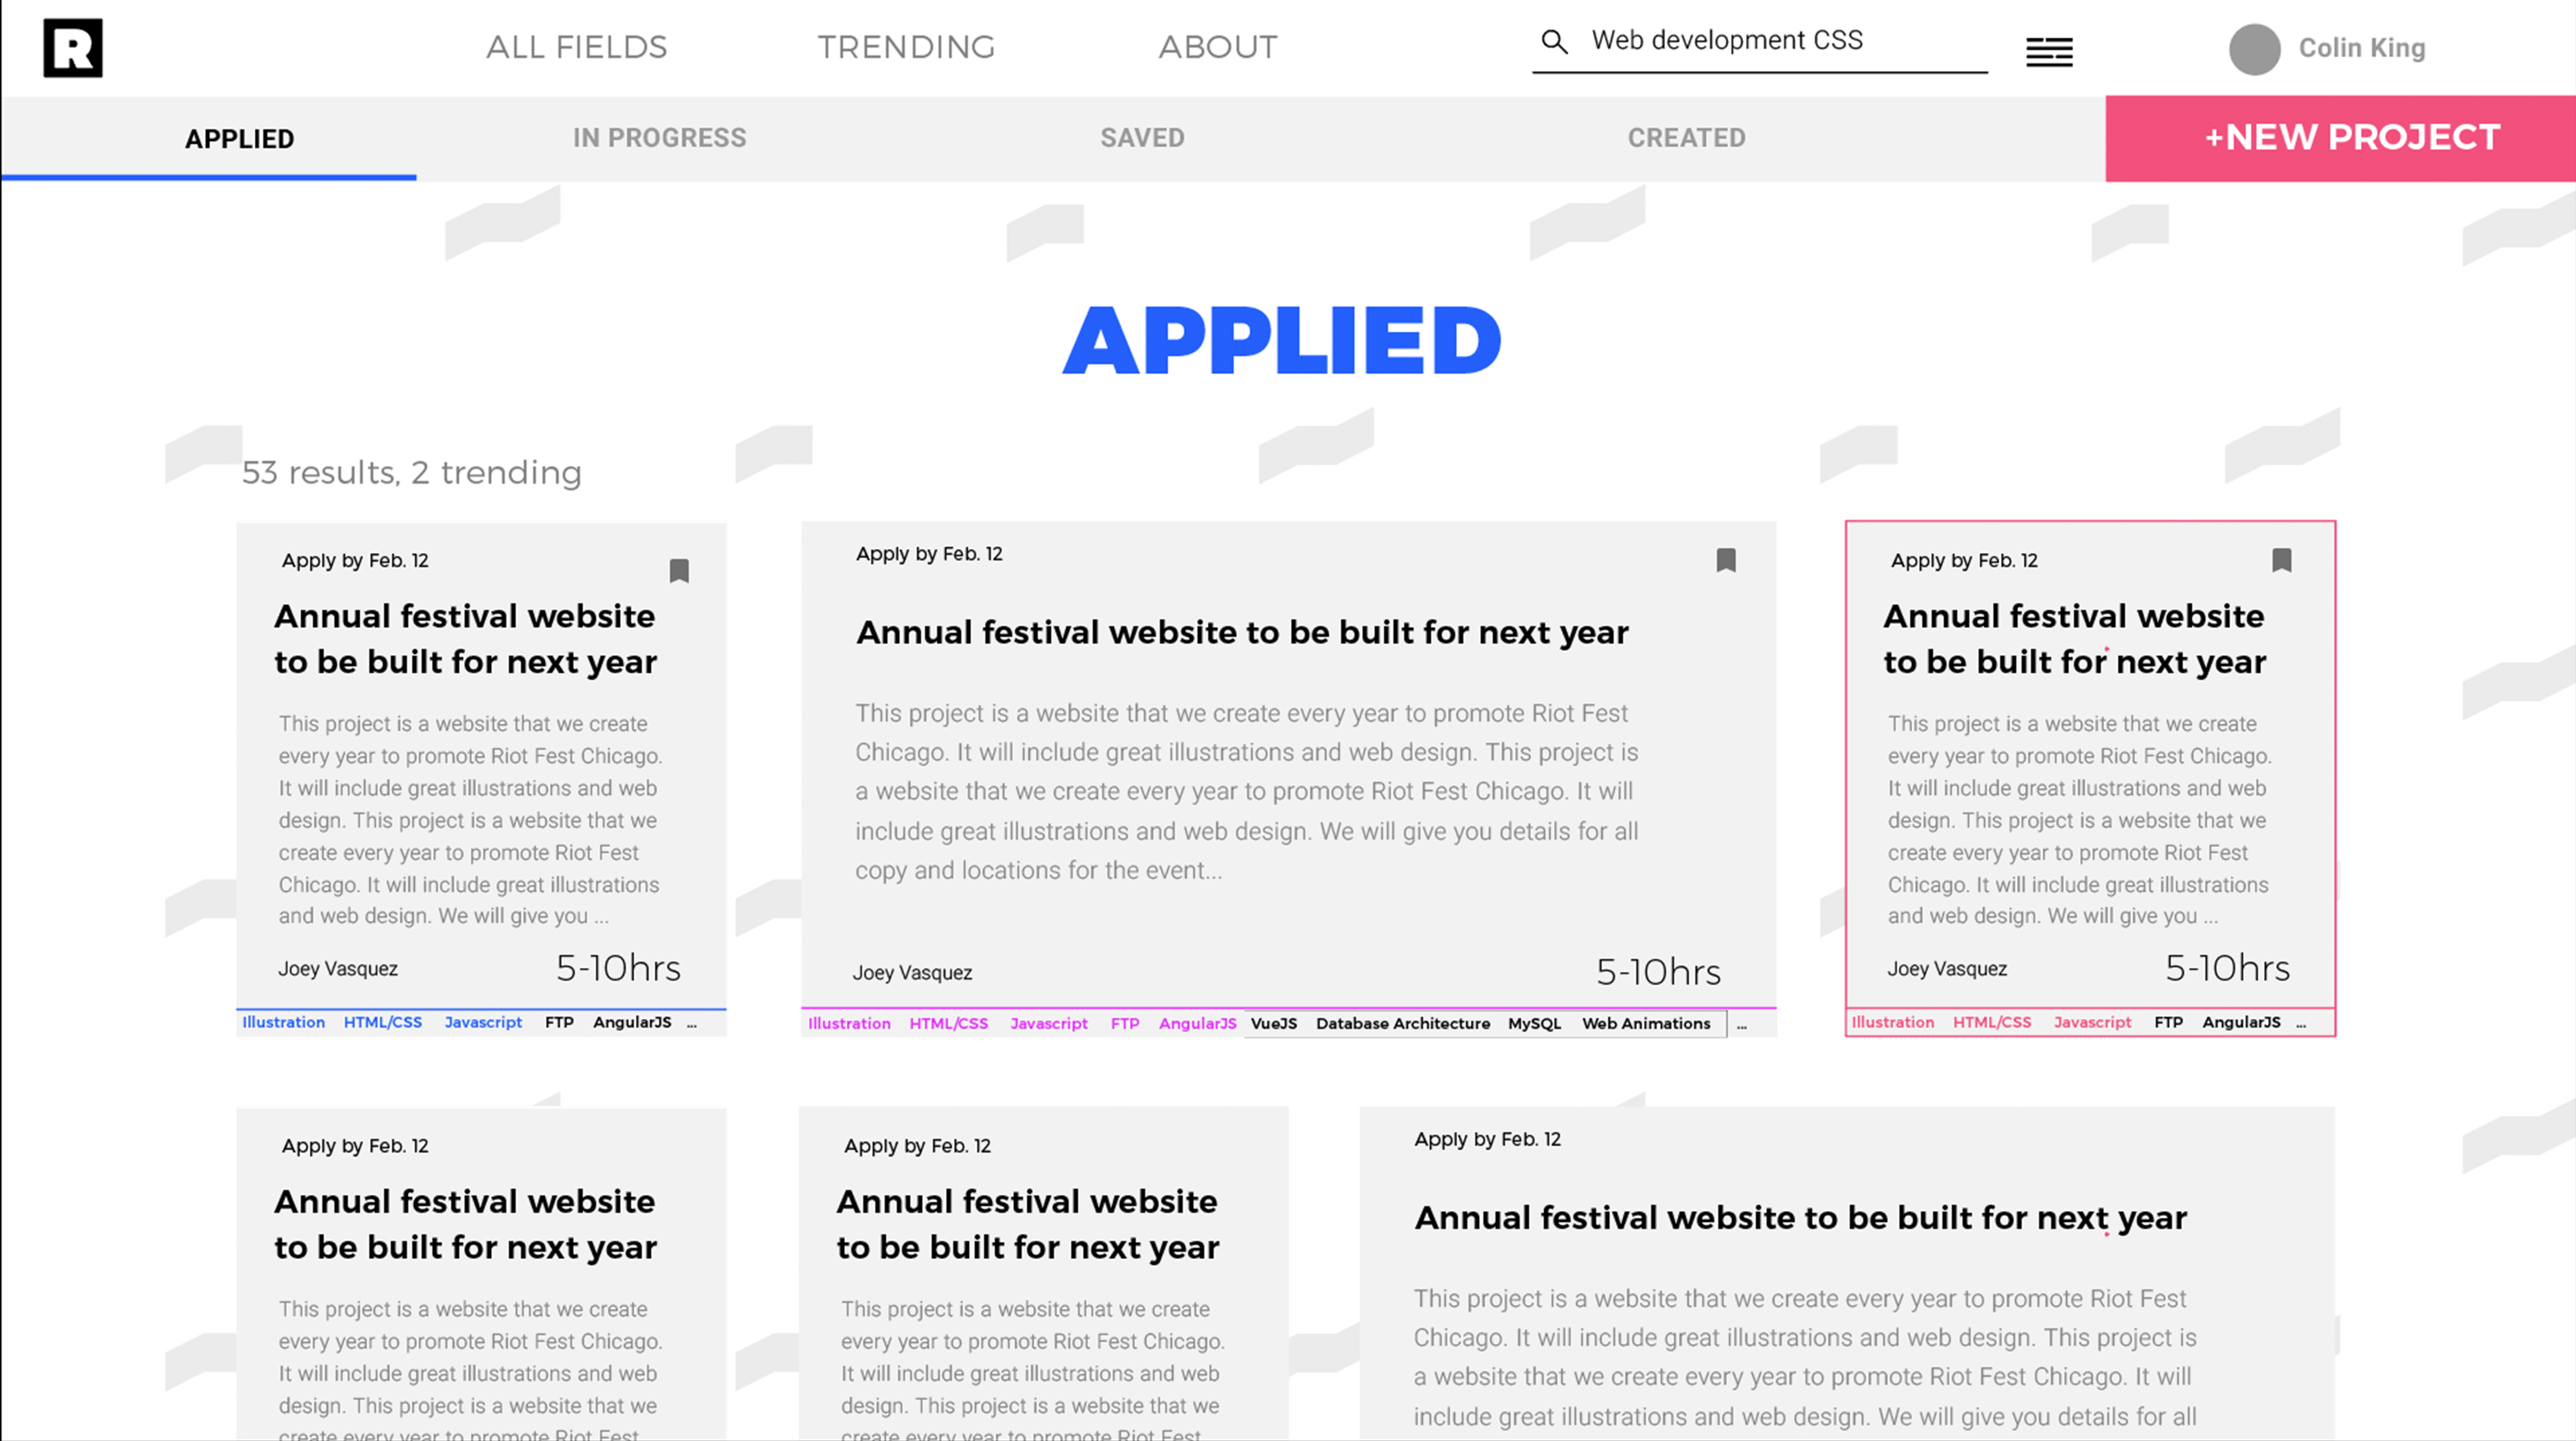 R
ALL FIELDS
TRENDING
ABOUT
Web development CSS
Colin King
APPLIED
IN PROGRESS
SAVED
CREATED
+NEW PROJECT
APPLIED
53 results, 2 trending
Apply by Feb. 12
Annual festival website
to be built for next year
This project is a website that we create
every year to promote Riot Fest Chicago.
It will include great illustrations and web
design. This project is a website that we
create every year to promote Riot Fest
Chicago. It will include great illustrations
and web design. We will give you ...
Joey Vasquez
5-10hrs
Illustration HTML/CSS Javascript FTP AngularJS ...
Apply by Feb. 12
Annual festival website to be built for next year
This project is a website that we create every year to promote Riot Fest
Chicago. It will include great illustrations and web design. This project is
a website that we create every year to promote Riot Fest Chicago. It will
include great illustrations and web design. We will give you details for all
copy and locations for the event...
Joey Vasquez
5-10hrs
Illustration HTML/CSS Javascript FTP AngularJS VueJS Database Architecture MySQL Web Animations ...
Apply by Feb. 12
Annual festival website
to be built for next year
This project is a website that we create
every year to promote Riot Fest Chicago.
It will include great illustrations and web
design. This project is a website that we
create every year to promote Riot Fest
Chicago. It will include great illustrations
and web design. We will give you ...
Joey Vasquez
5-10hrs
Illustration HTML/CSS Javascript FTP AngularJS ...
Apply by Feb. 12
Annual festival website
to be built for next year
This project is a website that we create
every year to promote Riot Fest Chicago.
It will include great illustrations and web
design. This project is a website that we
create every year to promote Riot Fest
Apply by Feb. 12
Annual festival website
to be built for next year
This project is a website that we create
every year to promote Riot Fest Chicago.
It will include great illustrations and web
design. This project is a website that we
create every year to promote Riot Fest
Apply by Feb. 12
Annual festival website to be built for next year
This project is a website that we create every year to promote Riot Fest
Chicago. It will include great illustrations and web design. This project is
a website that we create every year to promote Riot Fest Chicago. It will
include great illustrations and web design. We will give you details for all